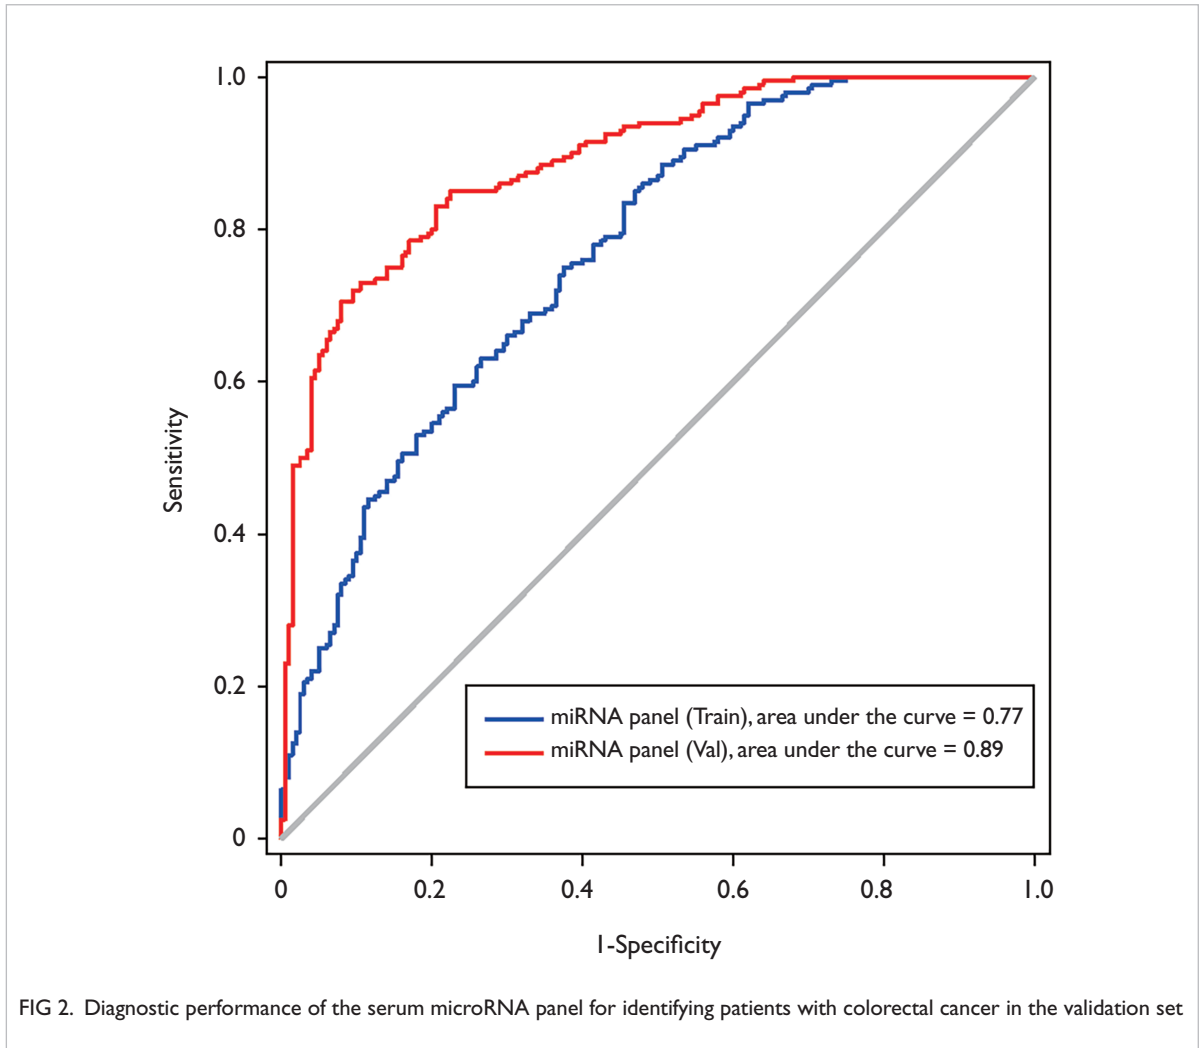 1.0
0.8
0.6
0.4
0.2
0
Sensitivity
miRNA panel (Train), area under the curve = 0.77
miRNA panel (Val), area under the curve = 0.89
0 0.2 0.4 0.6 0.8 1.0
1-Specificity
FIG 2. Diagnostic performance of the serum microRNA panel for identifying patients with colorectal cancer in the validation set